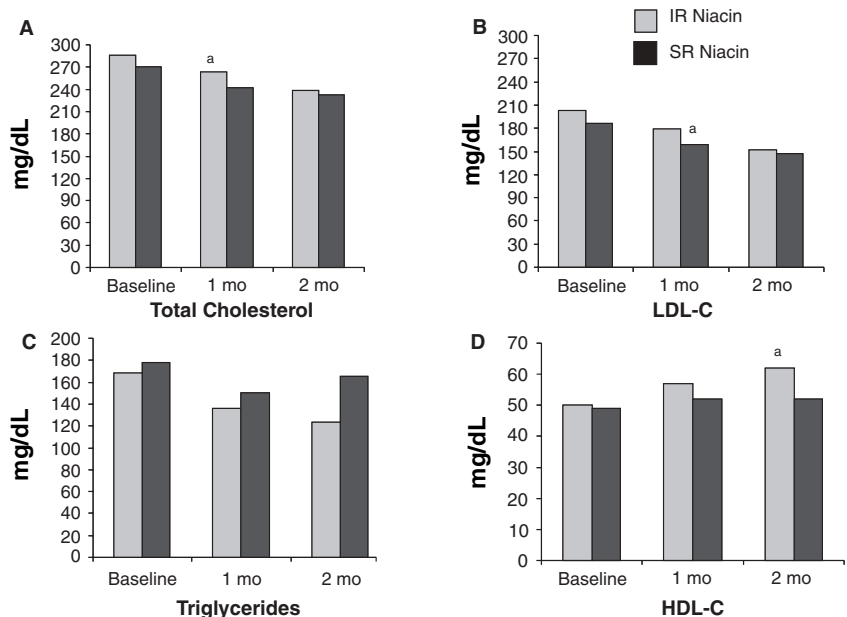 A
300
270
240
210
180
150
120
90
60
30
0
mg/dL
a
Baseline
1 mo
2 mo
Total Cholesterol
B
IR Niacin
SR Niacin
300
270
240
210
180
150
120
90
60
30
0
mg/dL
a
Baseline
1 mo
2 mo
LDL-C
C
200
180
160
140
120
100
80
60
40
20
0
mg/dL
Baseline
1 mo
2 mo
Triglycerides
D
70
60
50
40
30
20
10
0
mg/dL
a
Baseline
1 mo
2 mo
HDL-C